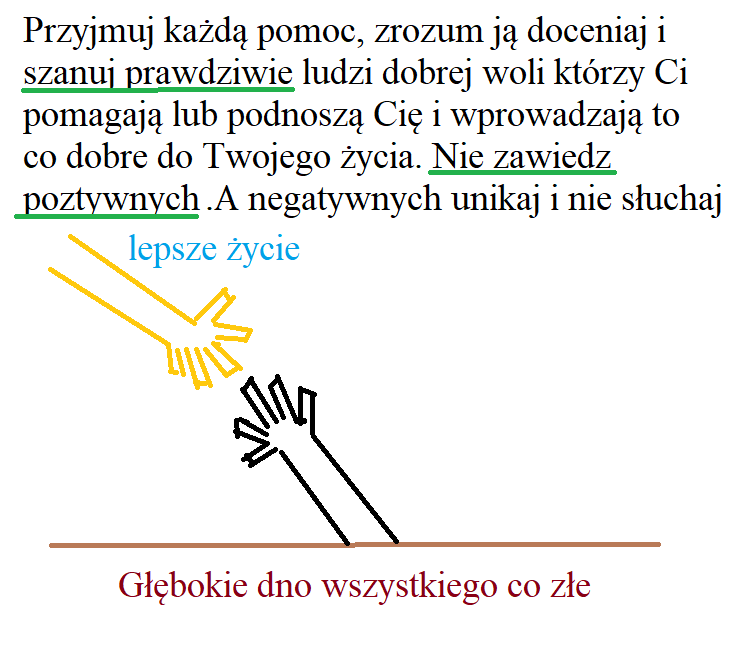 Przyjmuj każdą pomoc, zrozum ją doceniaj i
szanuj prawdziwie ludzi dobrej woli którzy Ci
pomagają lub podnoszą Cię i wprowadzają to
co dobre do Twojego życia. Nie zawiedz
poztywnych .A negatywnych unikaj i nie słuchaj
lepsze życie
Głębokie dno wszystkiego co złe